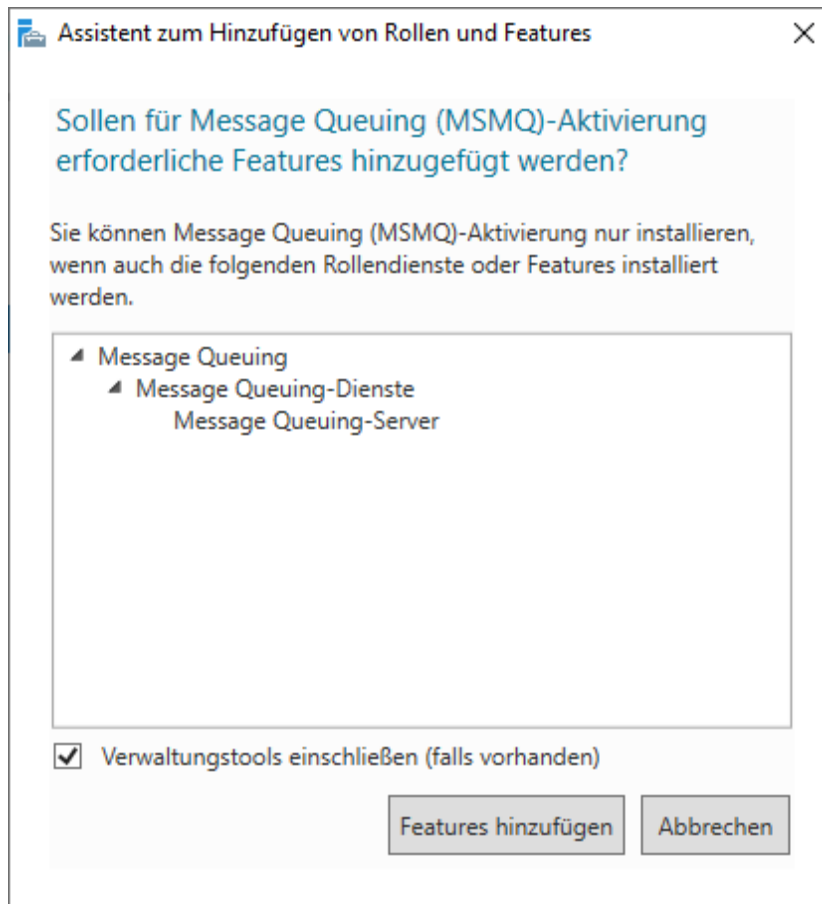 Assistent zum Hinzufügen von Rollen und Features
Sollen für Message Queuing (MSMQ)-Aktivierung
erforderliche Features hinzugefügt werden?
Sie können Message Queuing (MSMQ)-Aktivierung nur installieren,
wenn auch die folgenden Rollendienste oder Features installiert
werden.
Message Queuing
Message Queuing-Dienste
Message Queuing-Server
Verwaltungstools einschließen (falls vorhanden)
Features hinzufügen
Abbrechen